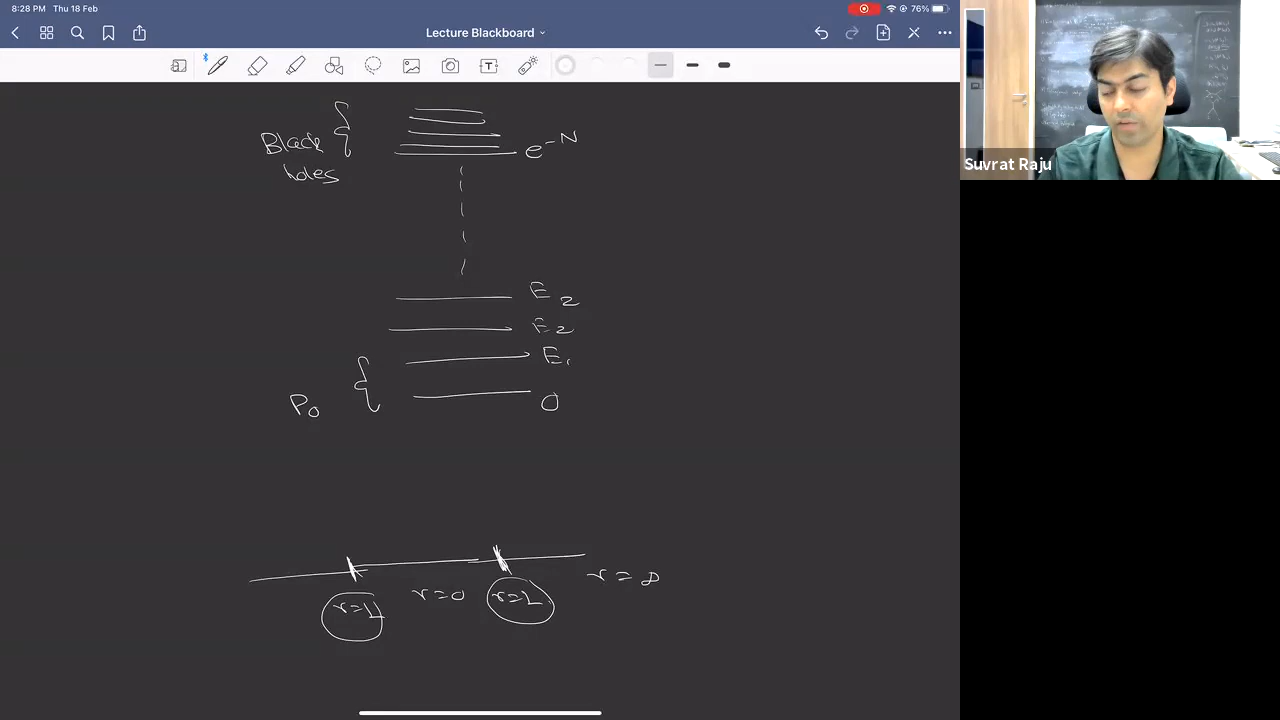 8:28 PM Thu 18 Feb
76%
Lecture Blackboard
T
Suvrat Raju
Black holes
e-N
E2
E2
E1
P0
0
r=L
r=0
r=L
r=∞